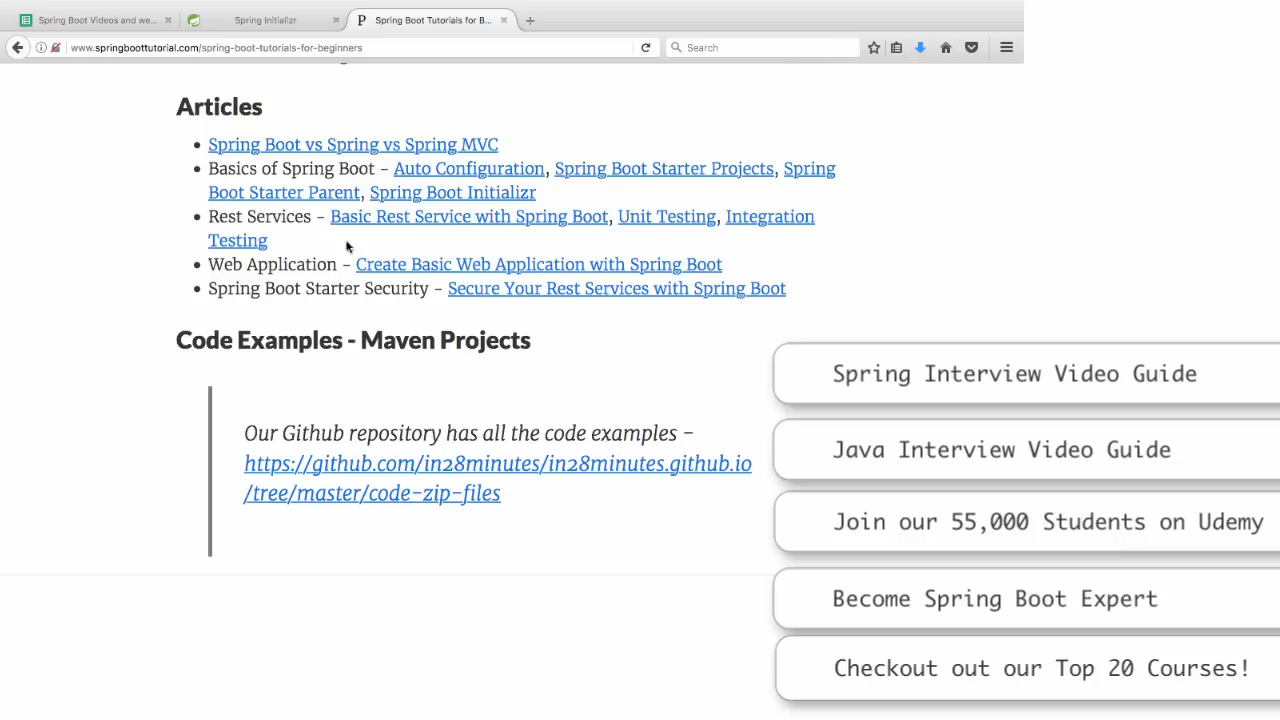 Spring Boot Videos and we...
Spring Initializr
P
Spring Boot Tutorials for B...
www.springboottutorial.com/spring-boot-tutorials-for-beginners
Search
Articles
• Spring Boot vs Spring vs Spring MVC
• Basics of Spring Boot - Auto Configuration, Spring Boot Starter Projects, Spring
Boot Starter Parent, Spring Boot Initializr
• Rest Services - Basic Rest Service with Spring Boot, Unit Testing, Integration
Testing
• Web Application - Create Basic Web Application with Spring Boot
• Spring Boot Starter Security - Secure Your Rest Services with Spring Boot
Code Examples - Maven Projects
Our Github repository has all the code examples -
https://github.com/in28minutes/in28minutes.github.io
/tree/master/code-zip-files
Spring Interview Video Guide
Java Interview Video Guide
Join our 55,000 Students on Udemy
Become Spring Boot Expert
Checkout out our Top 20 Courses!